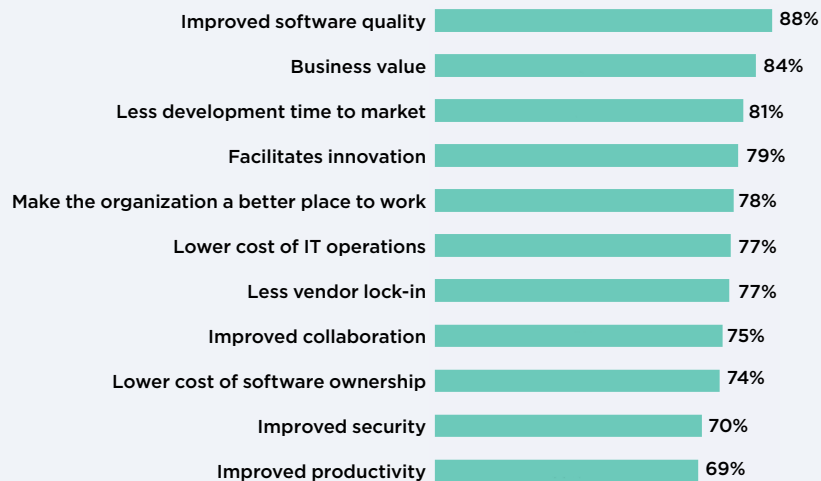 Improved software quality 88%
Business value 84%
Less development time to market 81%
Facilitates innovation 79%
Make the organization a better place to work 78%
Lower cost of IT operations 77%
Less vendor lock-in 77%
Improved collaboration 75%
Lower cost of software ownership 74%
Improved security 70%
Improved productivity 69%